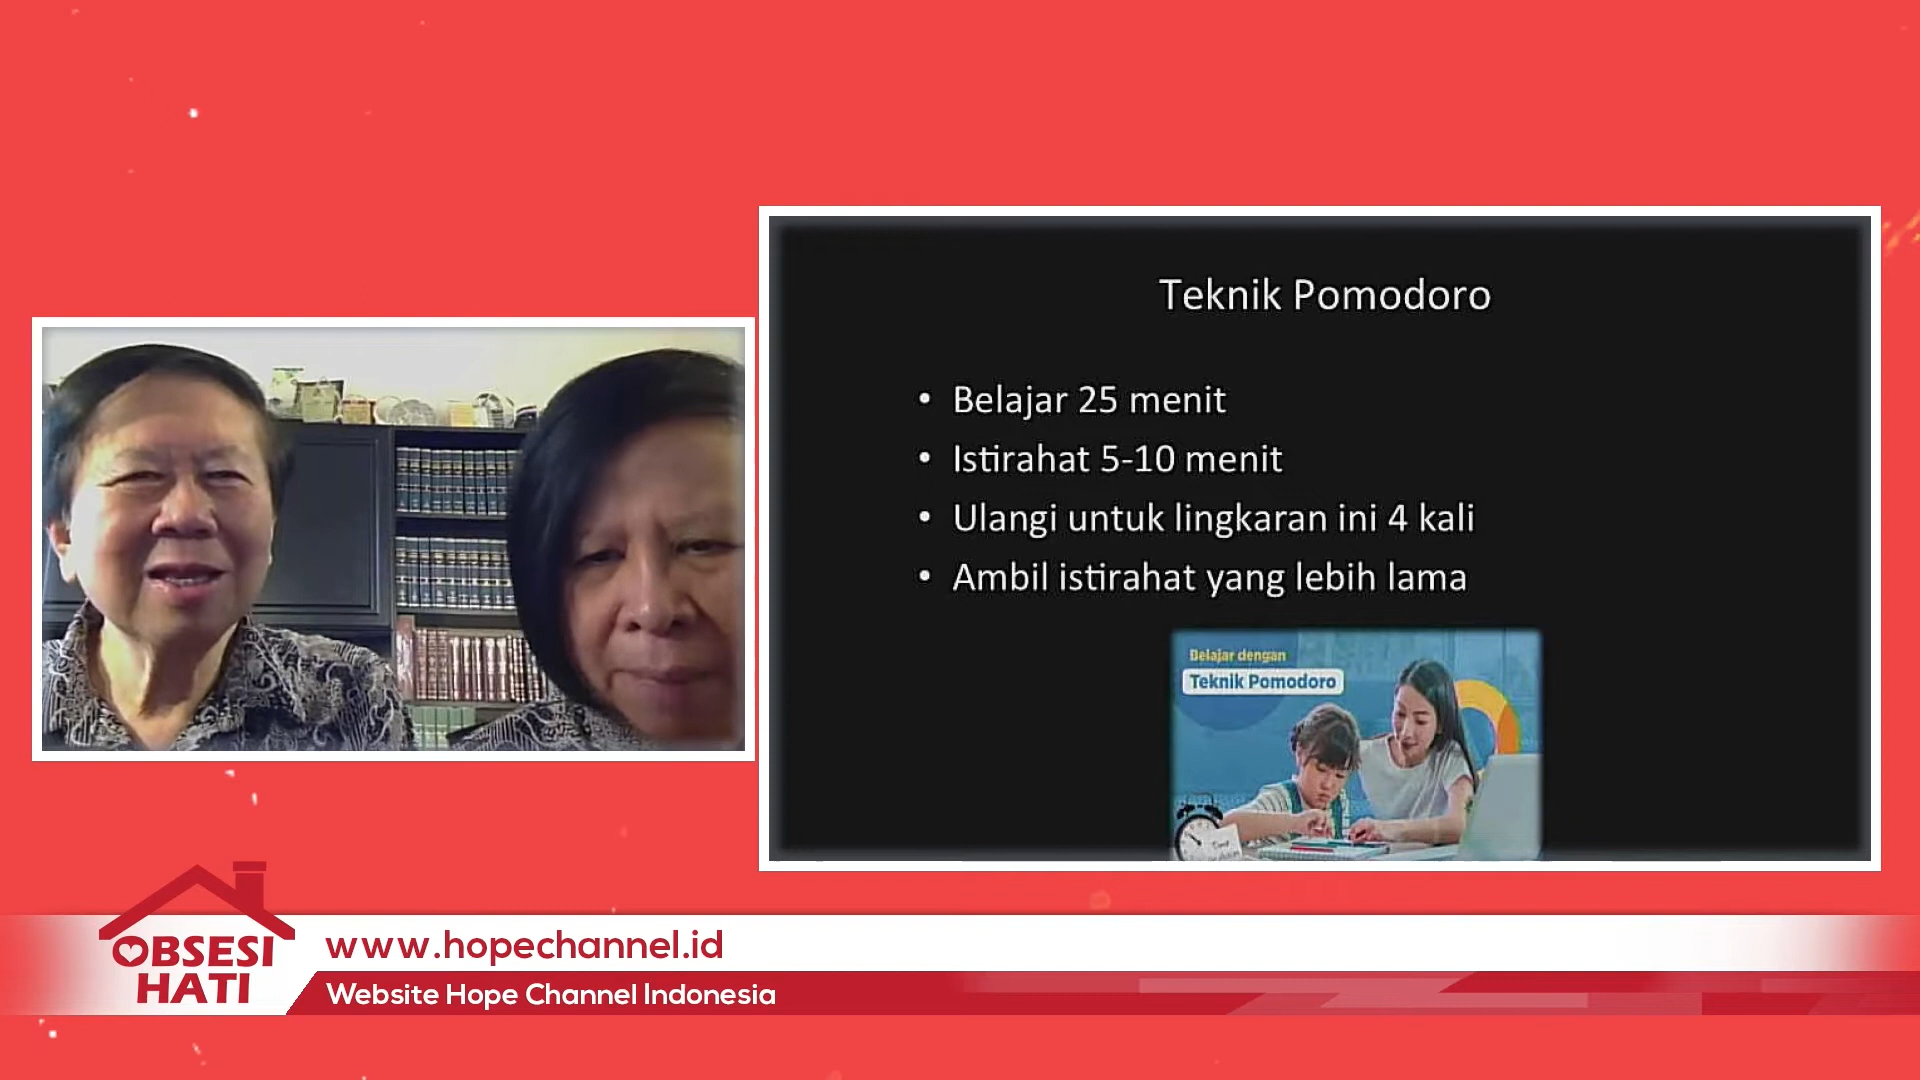 Teknik Pomodoro
• Belajar 25 menit
• Istirahat 5-10 menit
• Ulangi untuk lingkaran ini 4 kali
• Ambil istirahat yang lebih lama
Belajar dengan
Teknik Pomodoro
OBSESI
HATI
www.hopechannel.id
Website Hope Channel Indonesia